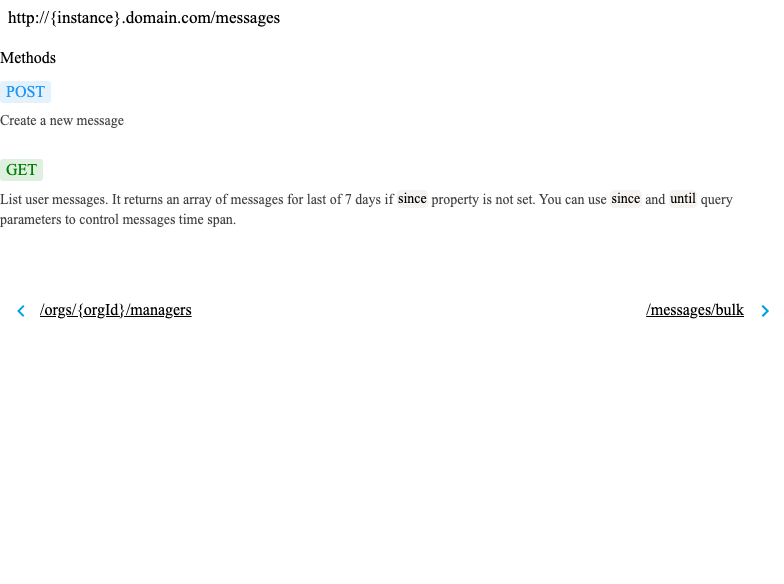 http://{instance}.domain.com/messages
Methods
POST
Create a new message
GET
List user messages. It returns an array of messages for last of 7 days if since property is not set. You can use since and until query
parameters to control messages time span.
/orgs/{orgId}/managers
/messages/bulk